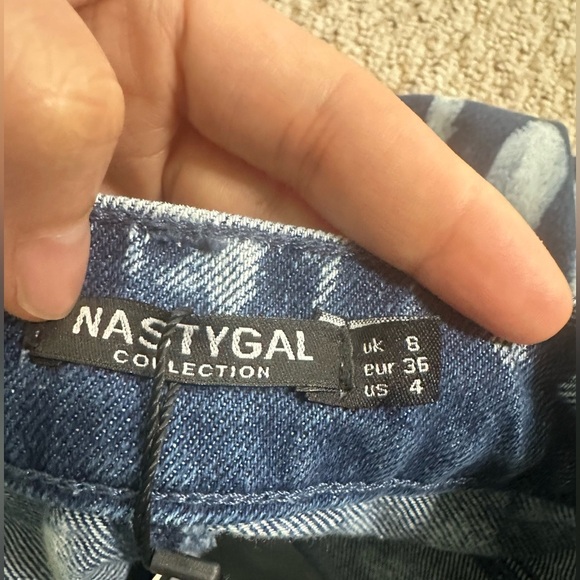 NASTYGAL
COLLECTION
uk 8
eur 36
us 4